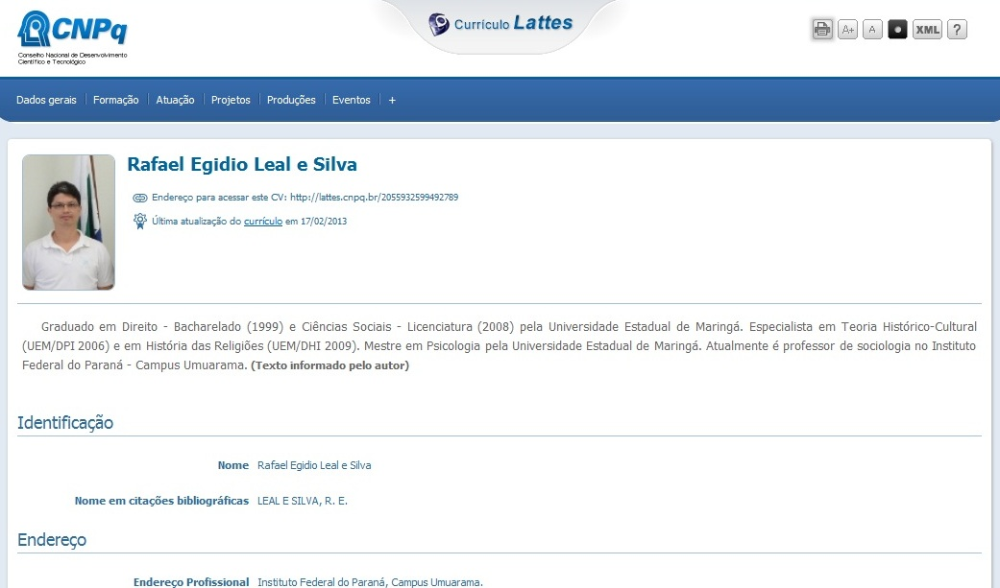 CNPq
Conselho Nacional de Desenvolvimento
Científico e Tecnológico
Currículo Lattes
A+ A XML ?
Dados gerais Formação Atuação Projetos Produções Eventos +
Rafael Egidio Leal e Silva
Endereço para acessar este CV: http://lattes.cnpq.br/2055932599492789
Última atualização do currículo em 17/02/2013
Graduado em Direito - Bacharelado (1999) e Ciências Sociais - Licenciatura (2008) pela Universidade Estadual de Maringá. Especialista em Teoria Histórico-Cultural
(UEM/DPI 2006) e em História das Religiões (UEM/DHI 2009). Mestre em Psicologia pela Universidade Estadual de Maringá. Atualmente é professor de sociologia no Instituto
Federal do Paraná - Campus Umuarama. (Texto informado pelo autor)
Identificação
Nome Rafael Egidio Leal e Silva
Nome em citações bibliográficas LEAL E SILVA, R. E.
Endereço
Endereço Profissional Instituto Federal do Paraná, Campus Umuarama.